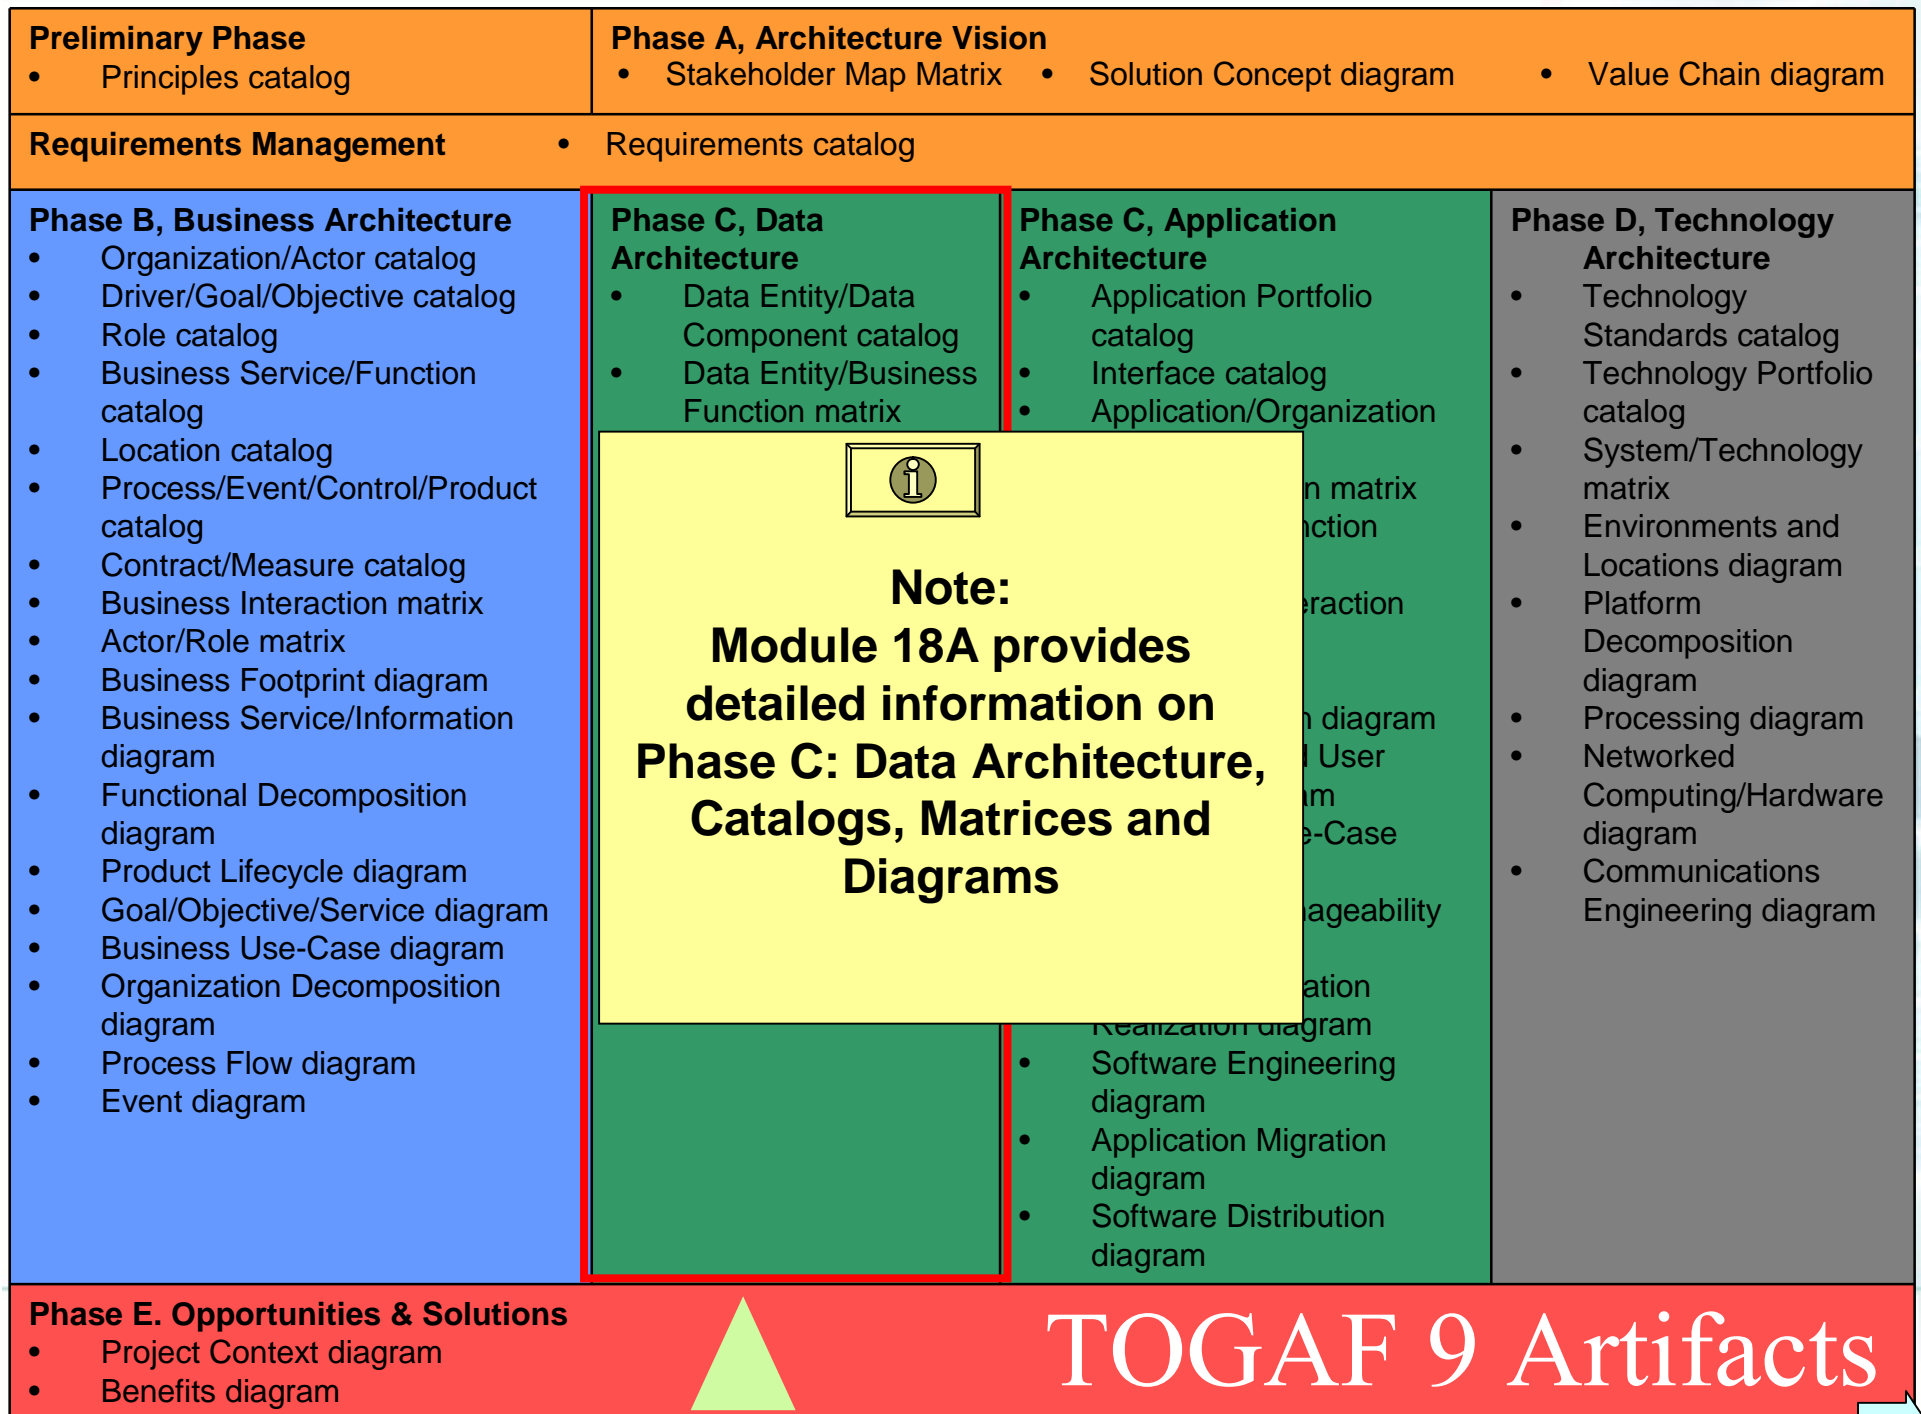 Preliminary Phase
• Principles catalog
Phase A, Architecture Vision
• Stakeholder Map Matrix • Solution Concept diagram • Value Chain diagram
Requirements Management • Requirements catalog
Phase B, Business Architecture
• Organization/Actor catalog
• Driver/Goal/Objective catalog
• Role catalog
• Business Service/Function
catalog
• Location catalog
• Process/Event/Control/Product
catalog
• Contract/Measure catalog
• Business Interaction matrix
• Actor/Role matrix
• Business Footprint diagram
• Business Service/Information
diagram
• Functional Decomposition
diagram
• Product Lifecycle diagram
• Goal/Objective/Service diagram
• Business Use-Case diagram
• Organization Decomposition
diagram
• Process Flow diagram
• Event diagram
Phase C, Data
Architecture
• Data Entity/Data
Component catalog
• Data Entity/Business
Function matrix
Note:
Module 18A provides
detailed information on
Phase C: Data Architecture,
Catalogs, Matrices and
Diagrams
Phase C, Application
Architecture
• Application Portfolio
catalog
• Interface catalog
• Application/Organization
matrix
diagram
User
Realization diagram
• Software Engineering
diagram
• Application Migration
diagram
• Software Distribution
diagram
Phase D, Technology
Architecture
• Technology
Standards catalog
• Technology Portfolio
catalog
• System/Technology
matrix
• Environments and
Locations diagram
• Platform
Decomposition
diagram
• Processing diagram
• Networked
Computing/Hardware
diagram
• Communications
Engineering diagram
Phase E. Opportunities & Solutions
• Project Context diagram
• Benefits diagram
TOGAF 9 Artifacts